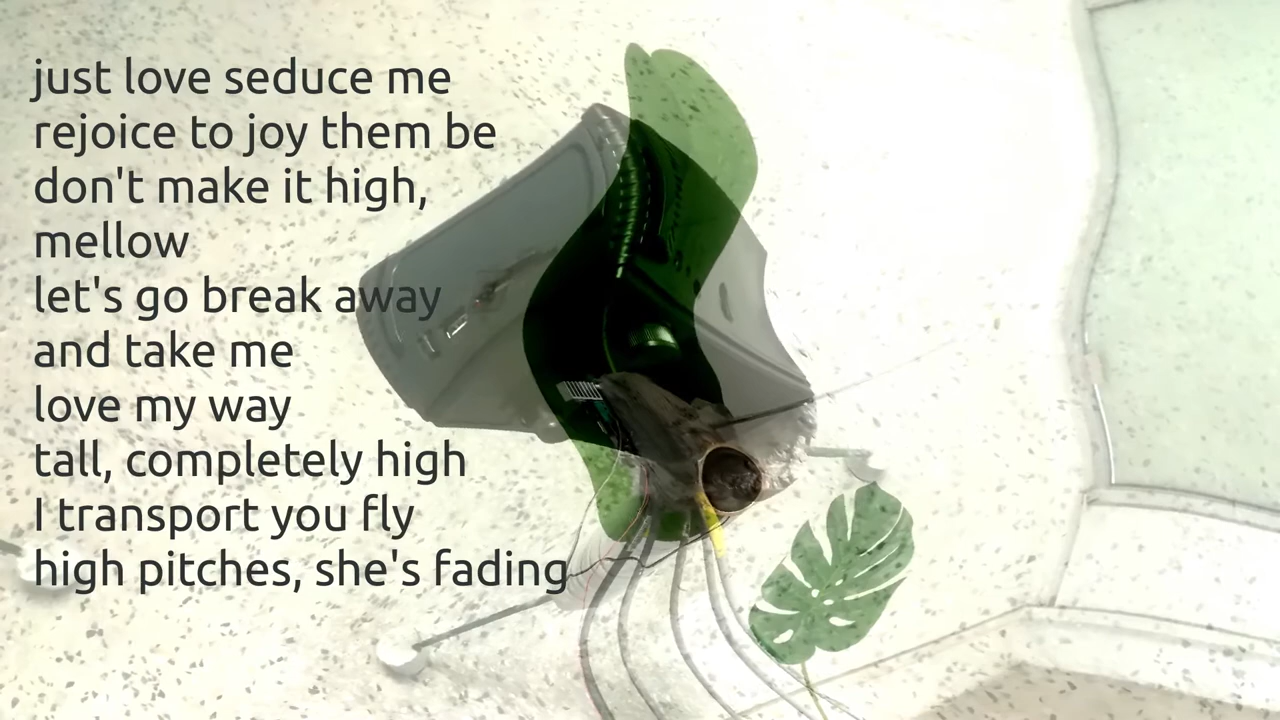 just love seduce me
rejoice to joy them be
don't make it high,
mellow
let's go break away
and take me
love my way
tall, completely high
I transport you fly
high pitches, she's fading